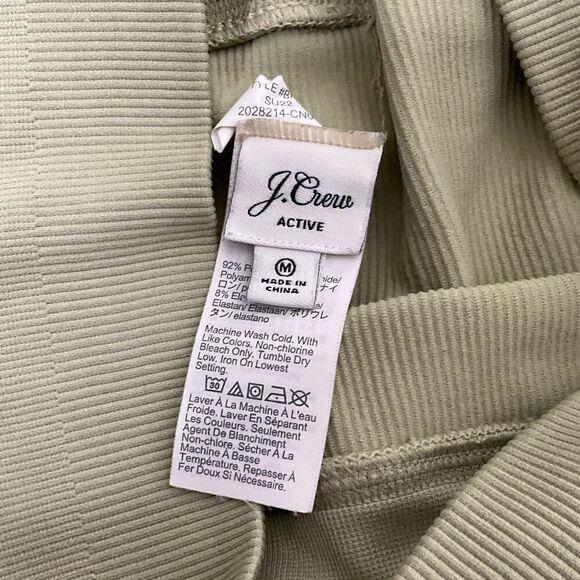 SU22
2028214-CN0
J.Crew
ACTIVE
M
MADE IN
CHINA
92%
8%
Elastan/ Elastaan/ ポリウレ
タン/ elastano
Machine Wash Cold. With
Like Colors. Non-chlorine
Bleach Only. Tumble Dry
Low. Iron On Lowest
Setting.
30
Laver À La Machine À L'eau
Froide. Laver En Séparant
Les Couleurs. Seulement
Agent De Blanchiment
Non-chlore. Sécher À La
Machine À Basse
Température. Repasser À
Fer Doux Si Nécessaire.